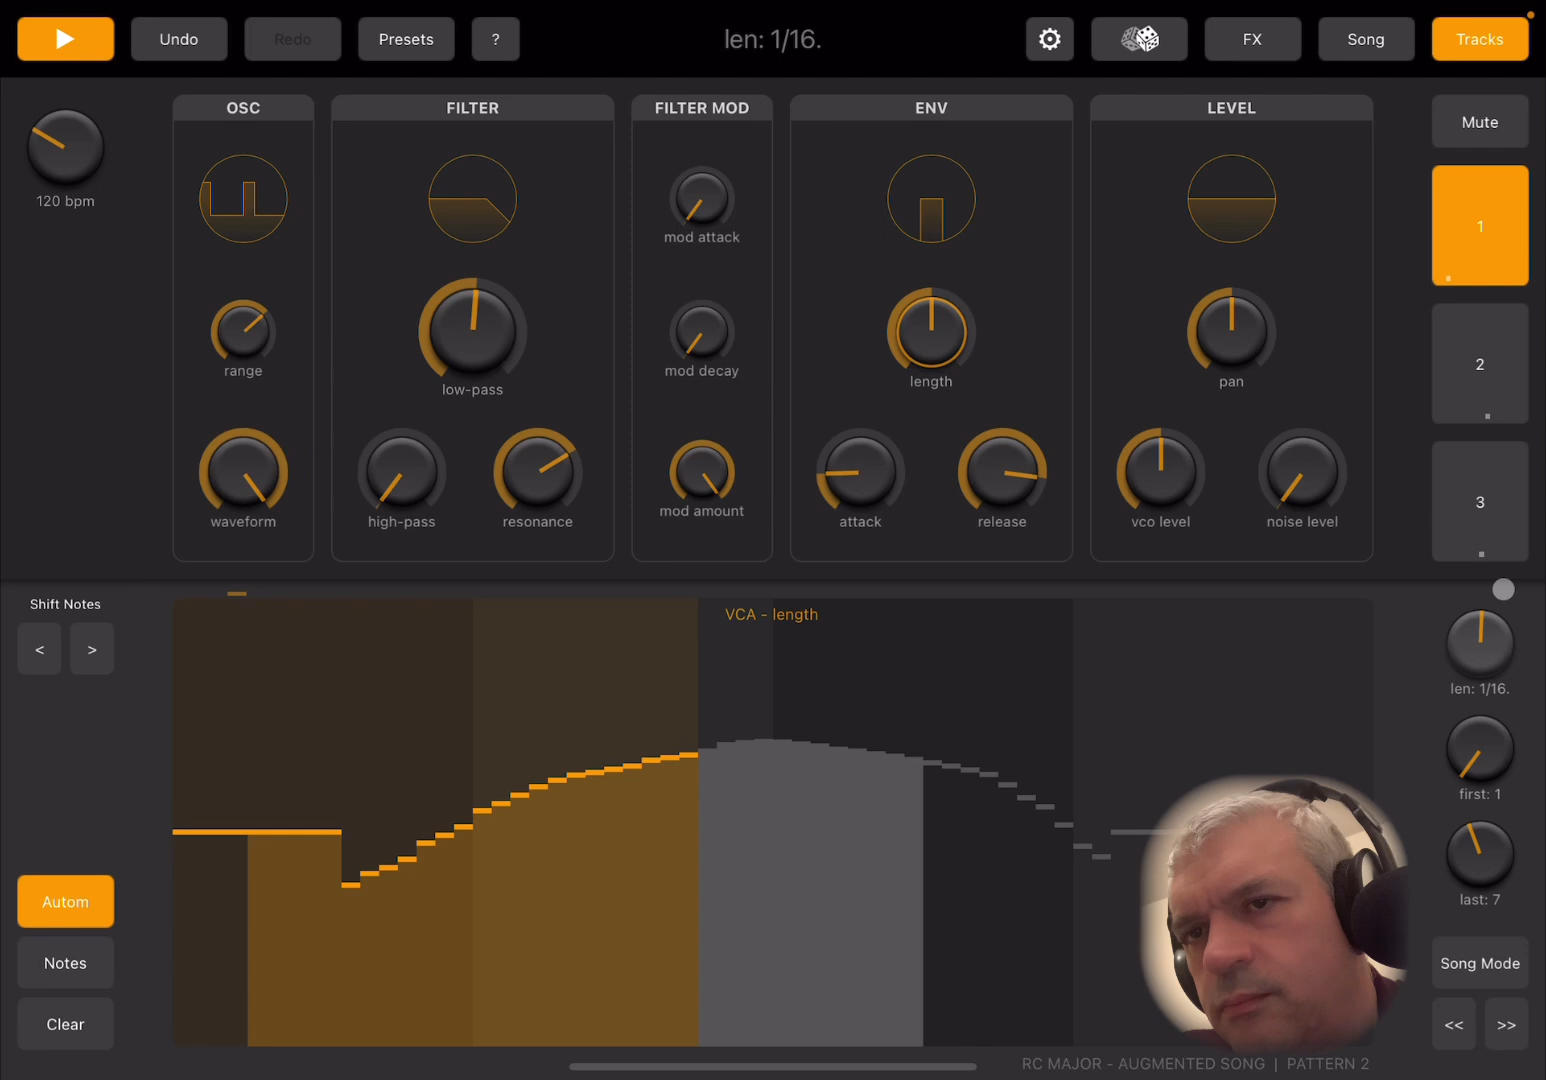 Undo
Redo
Presets
?
len: 1/16.
FX
Song
Tracks
120 bpm
OSC
range
waveform
FILTER
low-pass
high-pass
resonance
FILTER MOD
mod attack
mod decay
mod amount
ENV
length
attack
release
LEVEL
pan
vco level
noise level
Mute
1
2
3
Shift Notes
<
>
Autom
Notes
Clear
VCA - length
len: 1/16.
first: 1
last: 7
Song Mode
<<
>>
RC MAJOR - AUGMENTED SONG | PATTERN 2